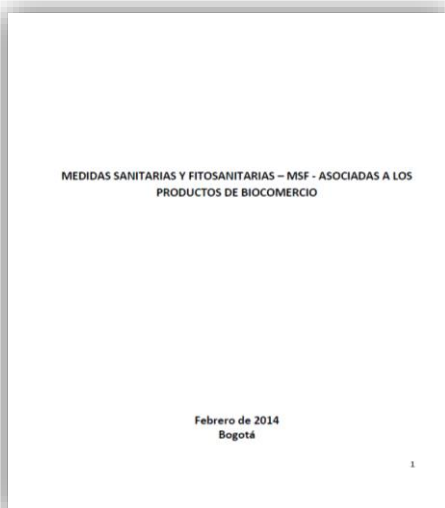 MEDIDAS SANITARIAS Y FITOSANITARIAS – MSF - ASOCIADAS A LOS
PRODUCTOS DE BIOCOMERCIO
Febrero de 2014
Bogotá
1